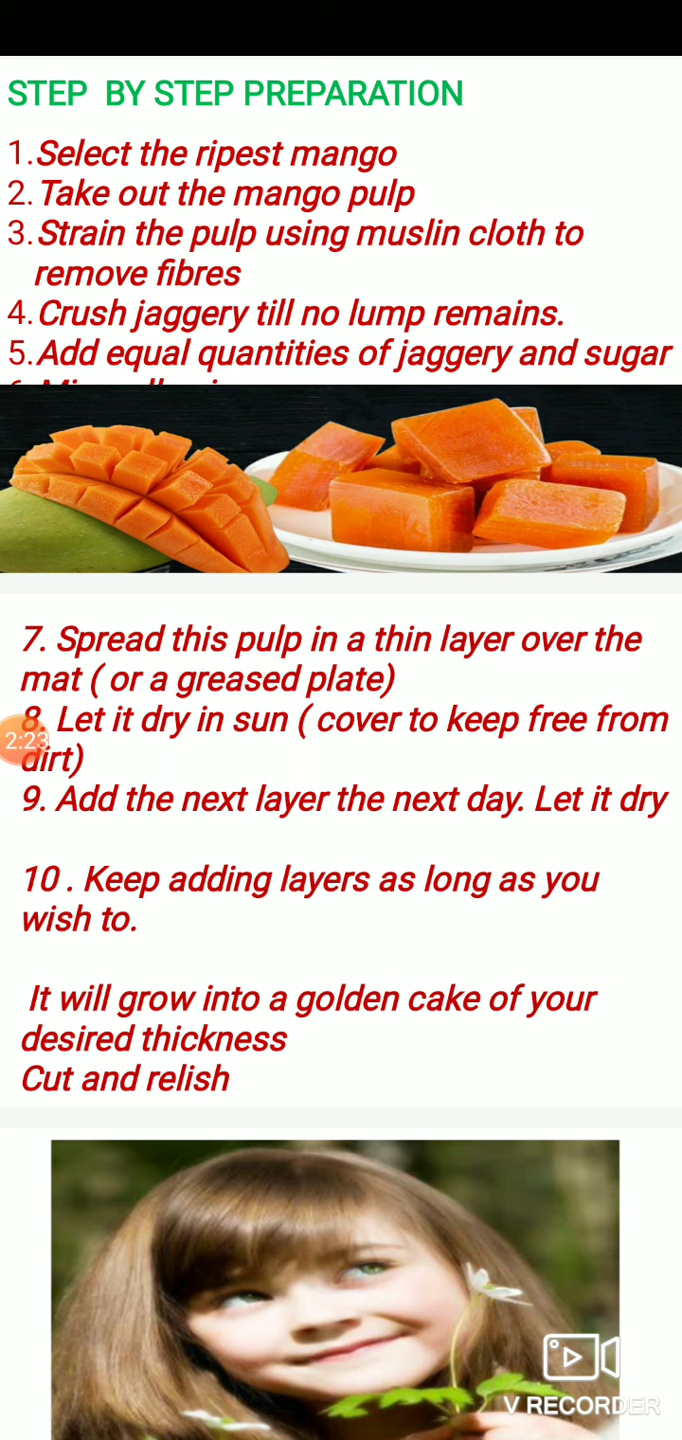 STEP BY STEP PREPARATION
1. Select the ripest mango
2. Take out the mango pulp
3. Strain the pulp using muslin cloth to
remove fibres
4. Crush jaggery till no lump remains.
5. Add equal quantities of jaggery and sugar
7. Spread this pulp in a thin layer over the
mat ( or a greased plate)
8. Let it dry in sun ( cover to keep free from
2:23
dirt)
9. Add the next layer the next day. Let it dry
10 . Keep adding layers as long as you
wish to.
It will grow into a golden cake of your
desired thickness
Cut and relish
V RECORDER